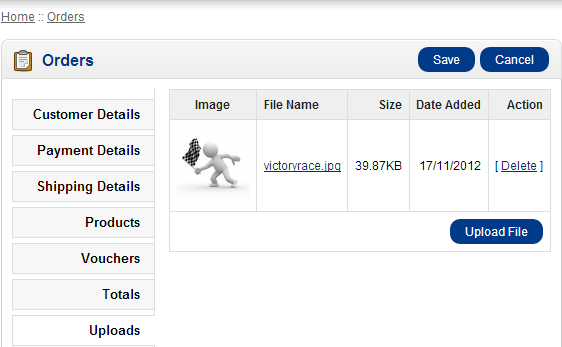 Home :: Orders
Orders
Save
Cancel
Customer Details
Payment Details
Shipping Details
Products
Vouchers
Totals
Uploads
Image File Name Size Date Added Action
victoryrace.jpg 39.87KB 17/11/2012 [ Delete ]
Upload File